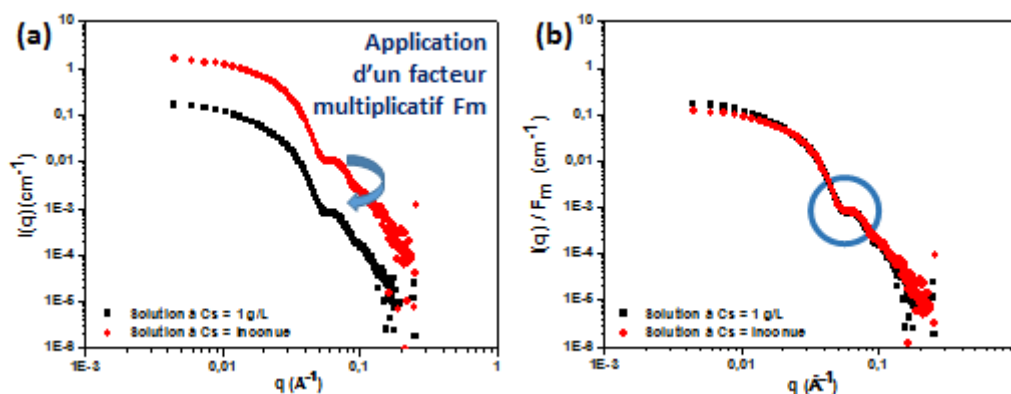 (a)
Application
d'un facteur
multiplicatif Fm
10
1
0,1
0,01
1E-3
1E-4
1E-5
1E-6
I(q)(cm⁻¹)
Solution à Cs = 1 g/L
Solution à Cs = Inconnue
1E-3
0,01
0,1
1
q (Å⁻¹)
(b)
10
1
0,1
0,01
1E-3
1E-4
1E-5
1E-6
I(q) / Fm (cm⁻¹)
Solution à Cs = 1 g/L
Solution à Cs = Inconnue
1E-3
0,01
0,1
q (Å⁻¹)